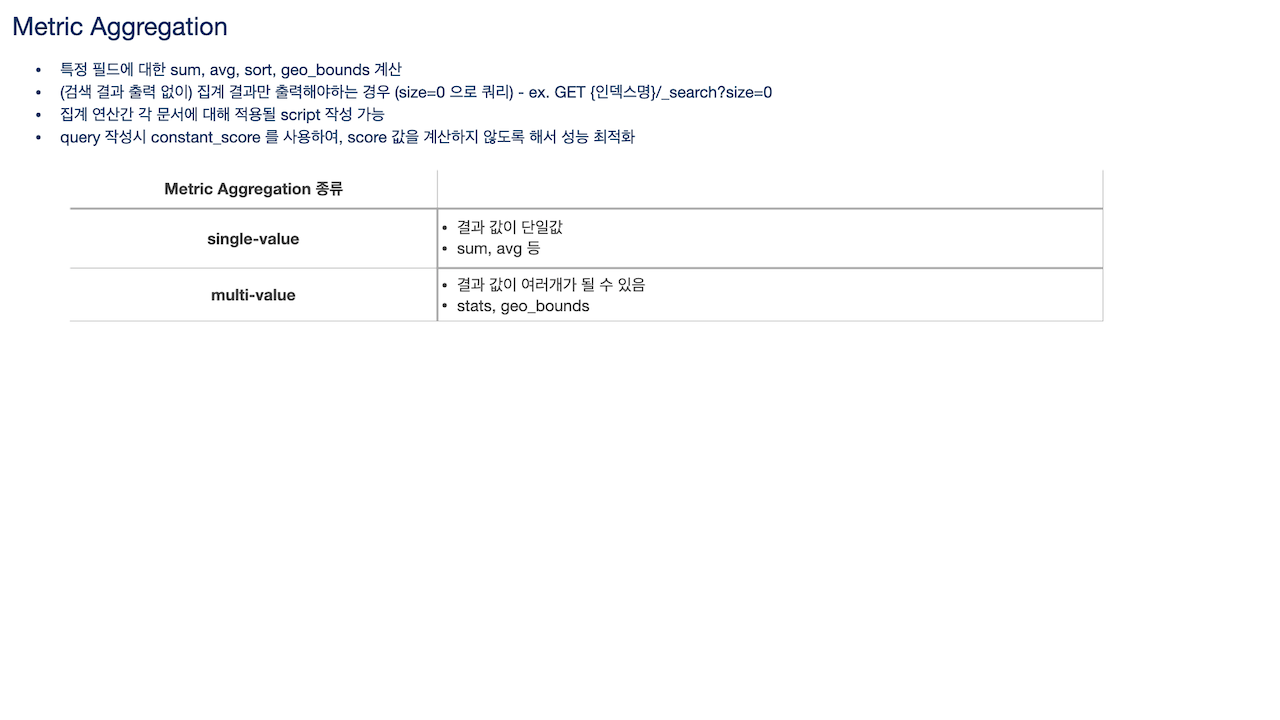 Metric Aggregation
• 특정 필드에 대한 sum, avg, sort, geo_bounds 계산
• (검색 결과 출력 없이) 집계 결과만 출력해야하는 경우 (size=0 으로 쿼리) - ex. GET {인덱스명}/_search?size=0
• 집계 연산간 각 문서에 대해 적용될 script 작성 가능
• query 작성시 constant_score 를 사용하여, score 값을 계산하지 않도록 해서 성능 최적화
Metric Aggregation 종류
single-value
• 결과 값이 단일값
• sum, avg 등
multi-value
• 결과 값이 여러개가 될 수 있음
• stats, geo_bounds